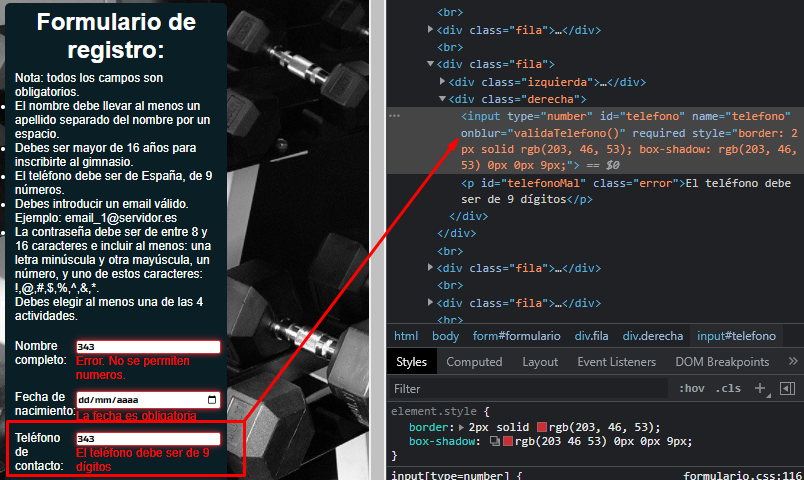 Formulario de
registro:
Nota: todos los campos son
obligatorios.
El nombre debe llevar al menos un
apellido separado del nombre por un
espacio.
Debes ser mayor de 16 años para
inscribirte al gimnasio.
El teléfono debe ser de España, de 9
números.
Debes introducir un email válido.
Ejemplo: email_1@servidor.es
La contraseña debe ser de entre 8 y
16 caracteres e incluir al menos: una
letra minúscula y otra mayúscula, un
número, y uno de estos caracteres:
!,@,#,$,%,^,&,*.
Debes elegir al menos una de las 4
actividades.
Nombre
completo:
343
Error. No se permiten
numeros.
Fecha de
nacimiento:
dd/mm/aaaa
La fecha es obligatoria
Teléfono
de
contacto:
343
El teléfono debe ser de 9
dígitos
<br>
<div class="fila">…</div>
<br>
<div class="fila">
<div class="izquierda">…</div>
<div class="derecha">
<input type="number" id="telefono" name="telefono"
onblur="validaTelefono()" required style="border: 2
px solid rgb(203, 46, 53); box-shadow: rgb(203, 46,
53) 0px 0px 9px;"> == $0
<p id="telefonoMal" class="error">El teléfono debe
ser de 9 dígitos</p>
</div>
</div>
<br>
<div class="fila">…</div>
<br>
<div class="fila">…</div>
<br>
html body form#formulario div.fila div.derecha input#telefono
Styles Computed Layout Event Listeners DOM Breakpoints »
Filter :hov .cls +
element.style {
border: 2px solid rgb(203, 46, 53);
box-shadow: rgb(203 46 53) 0px 0px 9px;
}
input[type=number] { formulario.css:116